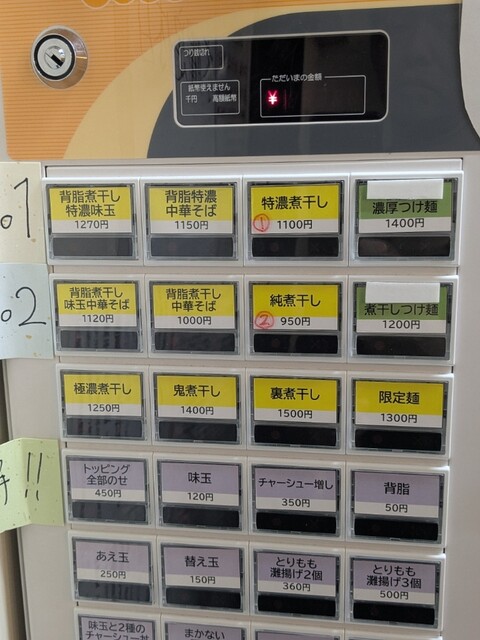 つり銭切れ
紙幣使えません
千円 高額紙幣
ただいまの金額
¥
背脂煮干し
特濃味玉
1270円
背脂特濃
中華そば
1150円
特濃煮干し
① 1100円
濃厚つけ麺
1400円
背脂煮干し
味玉中華そば
1120円
背脂煮干し
中華そば
1000円
純煮干し
② 950円
煮干しつけ麺
1200円
極濃煮干し
1250円
鬼煮干し
1400円
裏煮干し
1500円
限定麺
1300円
トッピング
全部のせ
450円
味玉
120円
チャーシュー増し
350円
背脂
50円
あえ玉
250円
替え玉
150円
とりもも
灘揚げ2個
360円
とりもも
灘揚げ3個
500円
味玉と2種の
まかない
.1
.2
!!